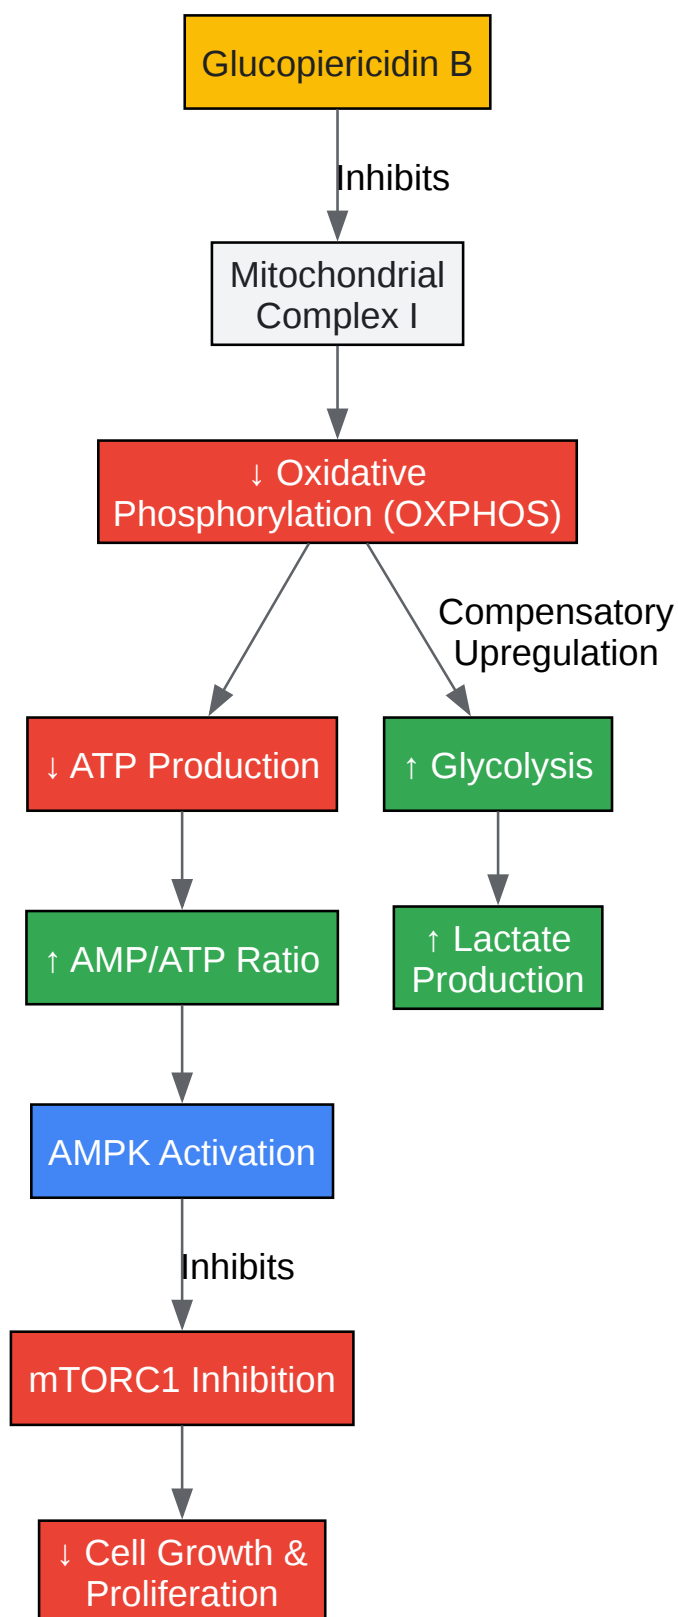 Glucopiericidin B
Inhibits
Mitochondrial
Complex I
↓ Oxidative
Phosphorylation (OXPHOS)
Compensatory
Upregulation
↓ ATP Production
↑ Glycolysis
↑ AMP/ATP Ratio
↑ Lactate
Production
AMPK Activation
Inhibits
mTORC1 Inhibition
↓ Cell Growth &
Proliferation